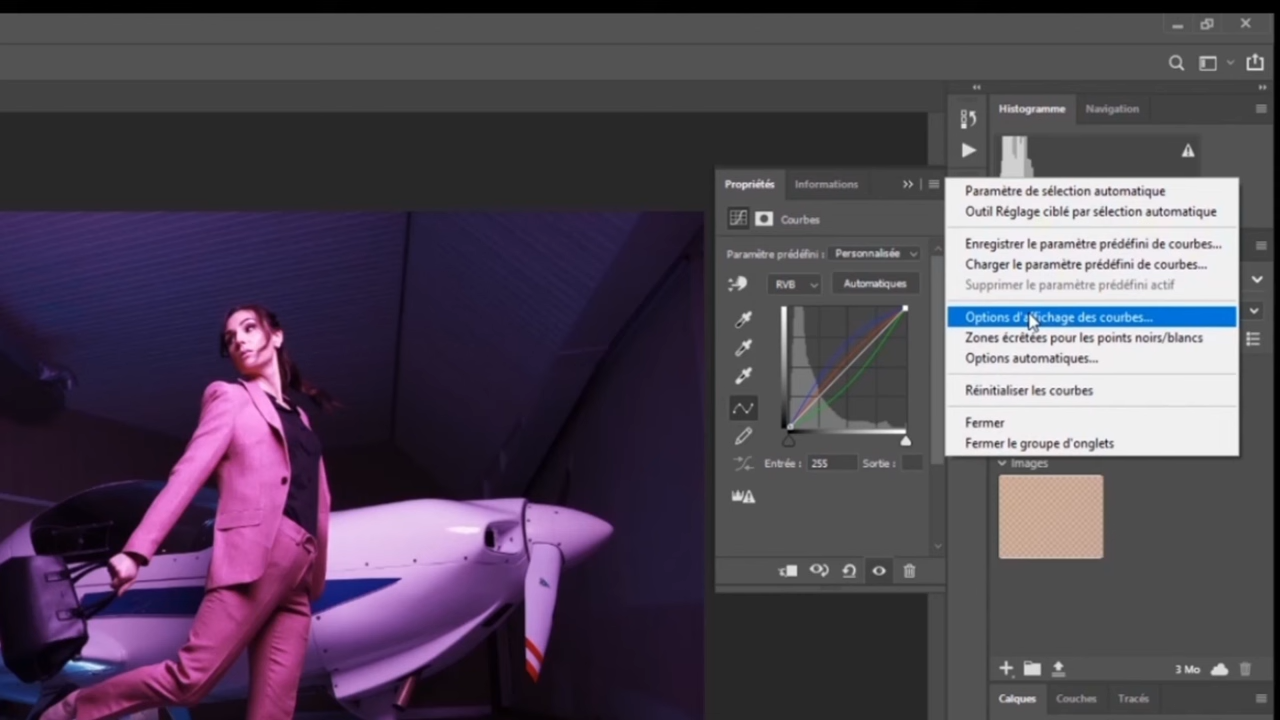 Histogramme
Navigation
Propriétés
Informations
Courbes
Paramètre prédéfini :
Personnalisée
RVB
Automatiques
Entrée :
255
Sortie :
Paramètre de sélection automatique
Outil Réglage ciblé par sélection automatique
Enregistrer le paramètre prédéfini de courbes...
Charger le paramètre prédéfini de courbes...
Supprimer le paramètre prédéfini actif
Options d'affichage des courbes...
Zones écrêtées pour les points noirs/blancs
Options automatiques...
Réinitialiser les courbes
Fermer
Fermer le groupe d'onglets
Images
3 Mo
Calques
Couches
Tracés